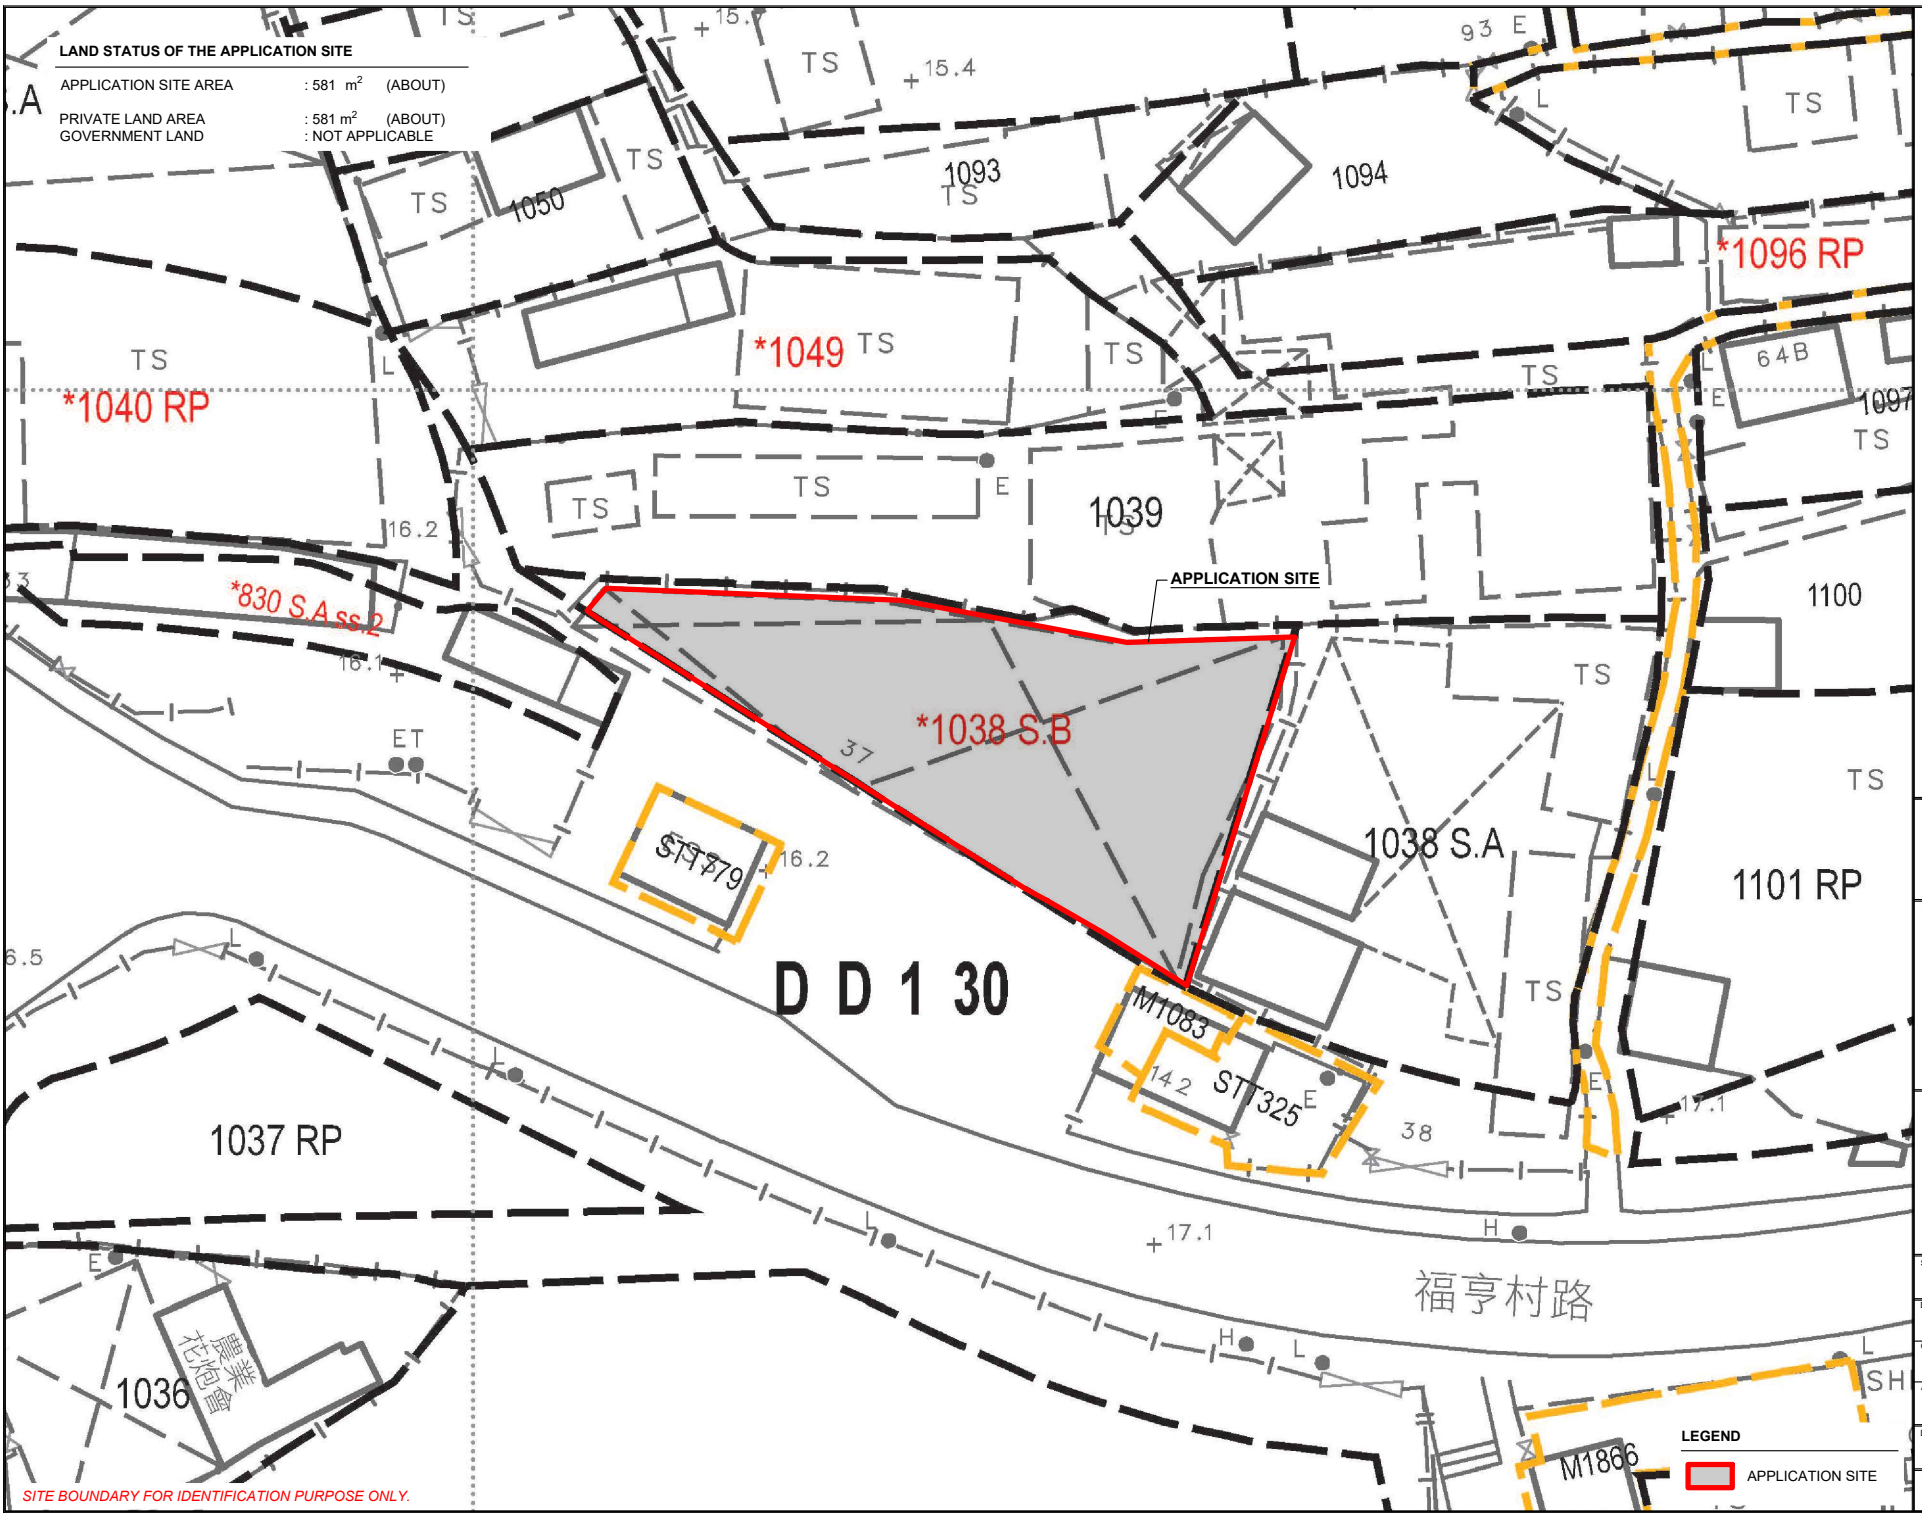 LAND STATUS OF THE APPLICATION SITE
APPLICATION SITE AREA : 581 m² (ABOUT)
PRIVATE LAND AREA : 581 m² (ABOUT)
GOVERNMENT LAND : NOT APPLICABLE
TS
TS
15.4
93 E
L
TS
TS
TS
1050
1093
TS
1094
*1096 RP
*1049 TS
TS
TS
L
*1040 RP
TS
E
L
64B
E
1097
TS
TS
TS
E
1039
TS
16.2
33
*830 S.A ss.2
16.1
APPLICATION SITE
1100
TS
*1038 S.B
37
ET
L
TS
STT779
16.2
1038 S.A
1101 RP
6.5
L
D D 1 30
M1083
TS
142
STT325
E
E
17.1
38
L
1037 RP
L
17.1
H
福亨村路
E
農業
花炮會
1036
H
L
L
SH
M1866
LEGEND
APPLICATION SITE
SITE BOUNDARY FOR IDENTIFICATION PURPOSE ONLY.